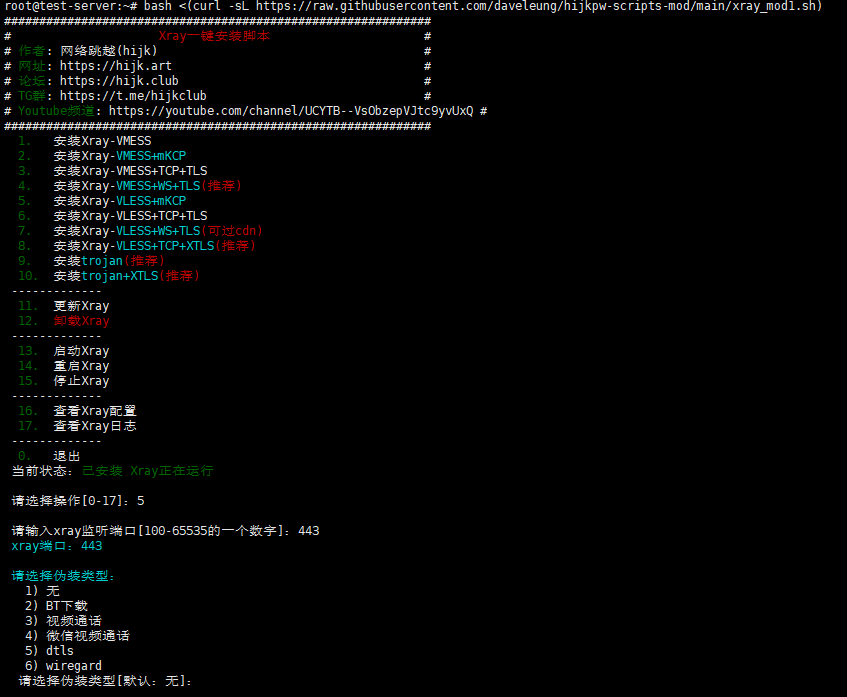 root@test-server:~# bash <(curl -sL https://raw.githubusercontent.com/daveleung/hijkpw-scripts-mod/main/xray_mod1.sh)
#############################################################
# Xray一键安装脚本 #
# 作者: 网络跳越(hijk) #
# 网址: https://hijk.art #
# 论坛: https://hijk.club #
# TG群: https://t.me/hijkclub #
# Youtube频道: https://youtube.com/channel/UCYTB--VsObzepVJtc9yvUxQ #
#############################################################
1. 安装Xray-VMESS
2. 安装Xray-VMESS+mKCP
3. 安装Xray-VMESS+TCP+TLS
4. 安装Xray-VMESS+WS+TLS(推荐)
5. 安装Xray-VLESS+mKCP
6. 安装Xray-VLESS+TCP+TLS
7. 安装Xray-VLESS+WS+TLS(可过cdn)
8. 安装Xray-VLESS+TCP+XTLS(推荐)
9. 安装trojan(推荐)
10. 安装trojan+XTLS(推荐)
-------------
11. 更新Xray
12. 卸载Xray
-------------
13. 启动Xray
14. 重启Xray
15. 停止Xray
-------------
16. 查看Xray配置
17. 查看Xray日志
-------------
0. 退出
当前状态：已安装 Xray正在运行
请选择操作[0-17]：5
请输入xray监听端口[100-65535的一个数字]：443
xray端口：443
请选择伪装类型：
1) 无
2) BT下载
3) 视频通话
4) 微信视频通话
5) dtls
6) wiregard
请选择伪装类型[默认：无]：